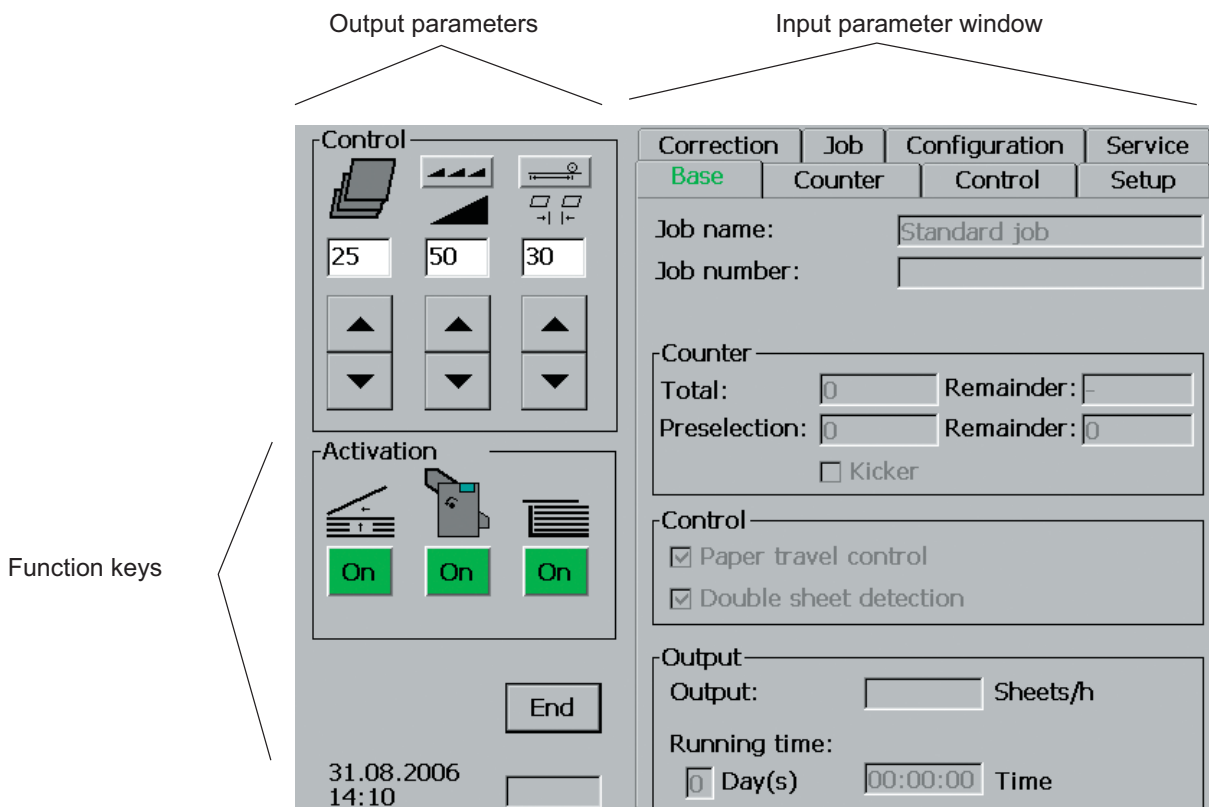 Output parameters
Input parameter window
Control
25 50 30
Activation
On On On
Function keys
End
31.08.2006
14:10
Correction Job Configuration Service
Base Counter Control Setup
Job name: Standard job
Job number:
Counter
Total: 0 Remainder: -
Preselection: 0 Remainder: 0
Kicker
Control
Paper travel control
Double sheet detection
Output
Output: Sheets/h
Running time:
0 Day(s) 00:00:00 Time